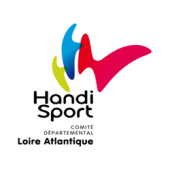 Handi
Sport
COMITÉ
DÉPARTEMENTAL
Loire Atlantique